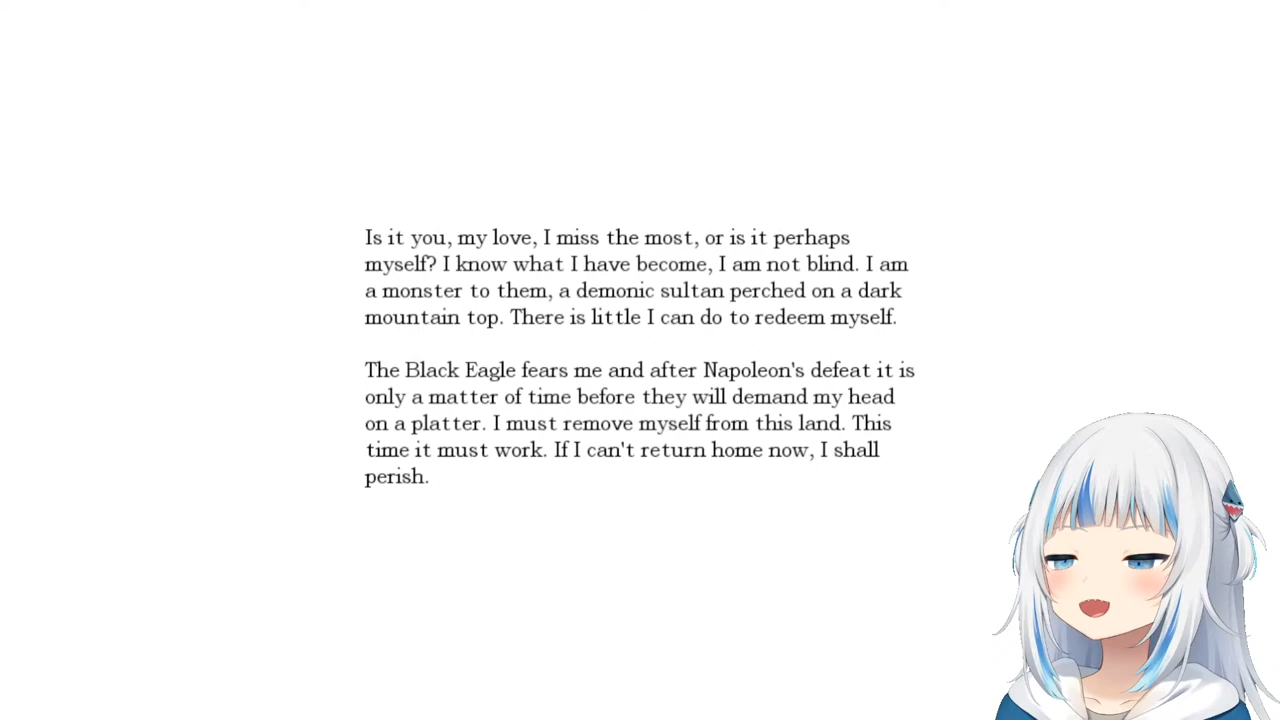 Is it you, my love, I miss the most, or is it perhaps
myself? I know what I have become, I am not blind. I am
a monster to them, a demonic sultan perched on a dark
mountain top. There is little I can do to redeem myself.
The Black Eagle fears me and after Napoleon's defeat it is
only a matter of time before they will demand my head
on a platter. I must remove myself from this land. This
time it must work. If I can't return home now, I shall
perish.